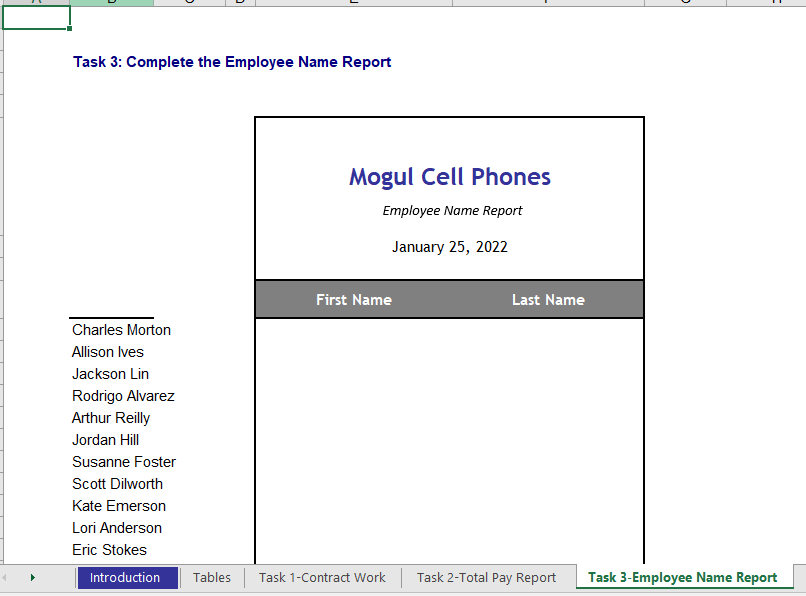 Task 3: Complete the Employee Name Report
Mogul Cell Phones
Employee Name Report
January 25, 2022
First Name Last Name
Charles Morton
Allison Ives
Jackson Lin
Rodrigo Alvarez
Arthur Reilly
Jordan Hill
Susanne Foster
Scott Dilworth
Kate Emerson
Lori Anderson
Eric Stokes
Introduction Tables Task 1-Contract Work Task 2-Total Pay Report Task 3-Employee Name Report